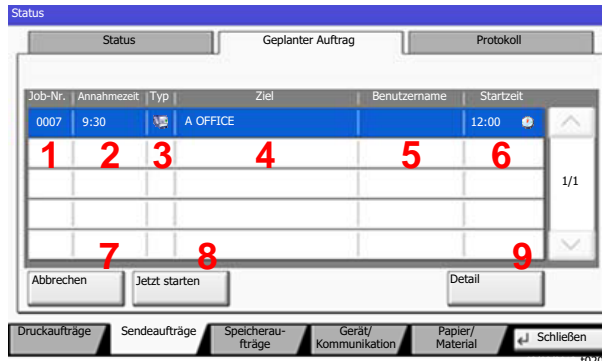 Status
Status Geplanter Auftrag Protokoll
Job-Nr. Annahmezeit Typ Ziel Benutzername Startzeit
0007 9:30 A OFFICE 12:00
1 2 3 4 5 6
1/1
7 8 9
Abbrechen Jetzt starten Detail
Druckaufträge Sendeaufträge Speicherau-
fträge Gerät/
Kommunikation Papier/
Material Schließen